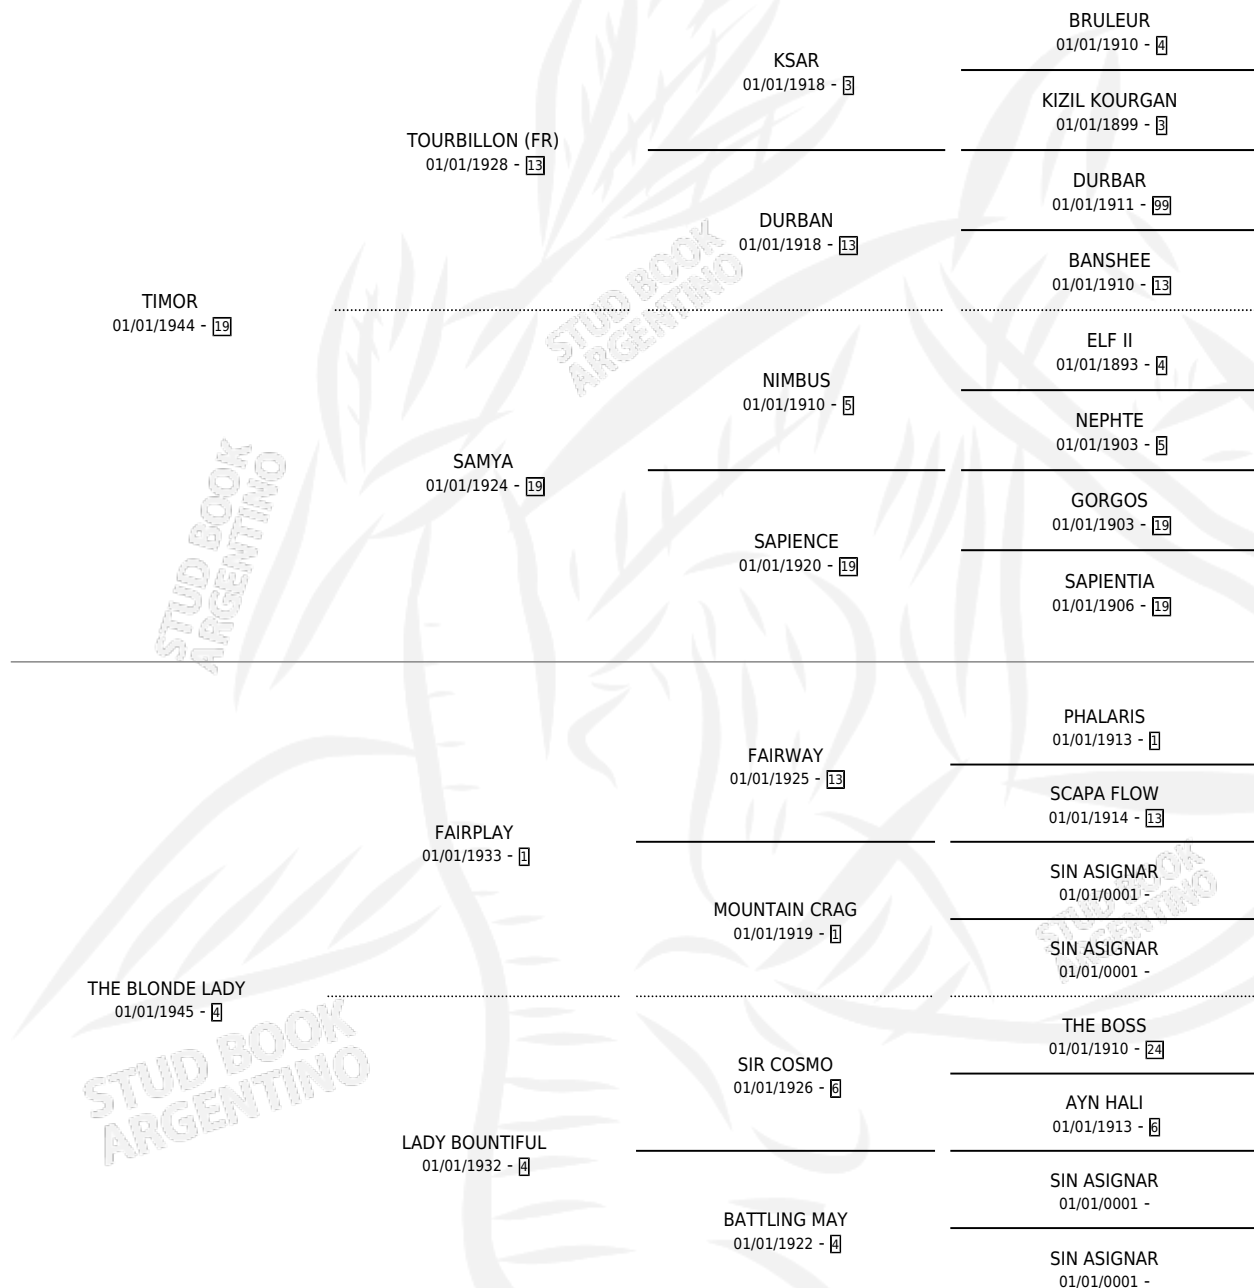 BRULEUR
01/01/1910 - 4
KSAR
01/01/1918 - 3
KIZIL KOURGAN
01/01/1899 - 3
TOURBILLON (FR)
01/01/1928 - 13
DURBAR
01/01/1911 - 99
DURBAN
01/01/1918 - 13
BANSHEE
01/01/1910 - 13
TIMOR
01/01/1944 - 19
STUD BOOK
ARGENTINO
ELF II
01/01/1893 - 4
NIMBUS
01/01/1910 - 5
NEPHTE
01/01/1903 - 5
SAMYA
01/01/1924 - 19
GORGOS
01/01/1903 - 19
SAPIENCE
01/01/1920 - 19
SAPIENTIA
01/01/1906 - 19
STUD BOOK
ARGENTINO
PHALARIS
01/01/1913 - 1
FAIRWAY
01/01/1925 - 13
SCAPA FLOW
01/01/1914 - 13
FAIRPLAY
01/01/1933 - 1
SIN ASIGNAR
01/01/0001 -
MOUNTAIN CRAG
01/01/1919 - 1
SIN ASIGNAR
01/01/0001 -
STUD BOOK
ARGENTINO
THE BLONDE LADY
01/01/1945 - 4
STUD BOOK
ARGENTINO
THE BOSS
01/01/1910 - 24
SIR COSMO
01/01/1926 - 6
AYN HALI
01/01/1913 - 6
LADY BOUNTIFUL
01/01/1932 - 4
SIN ASIGNAR
01/01/0001 -
BATTLING MAY
01/01/1922 - 4
SIN ASIGNAR
01/01/0001 -